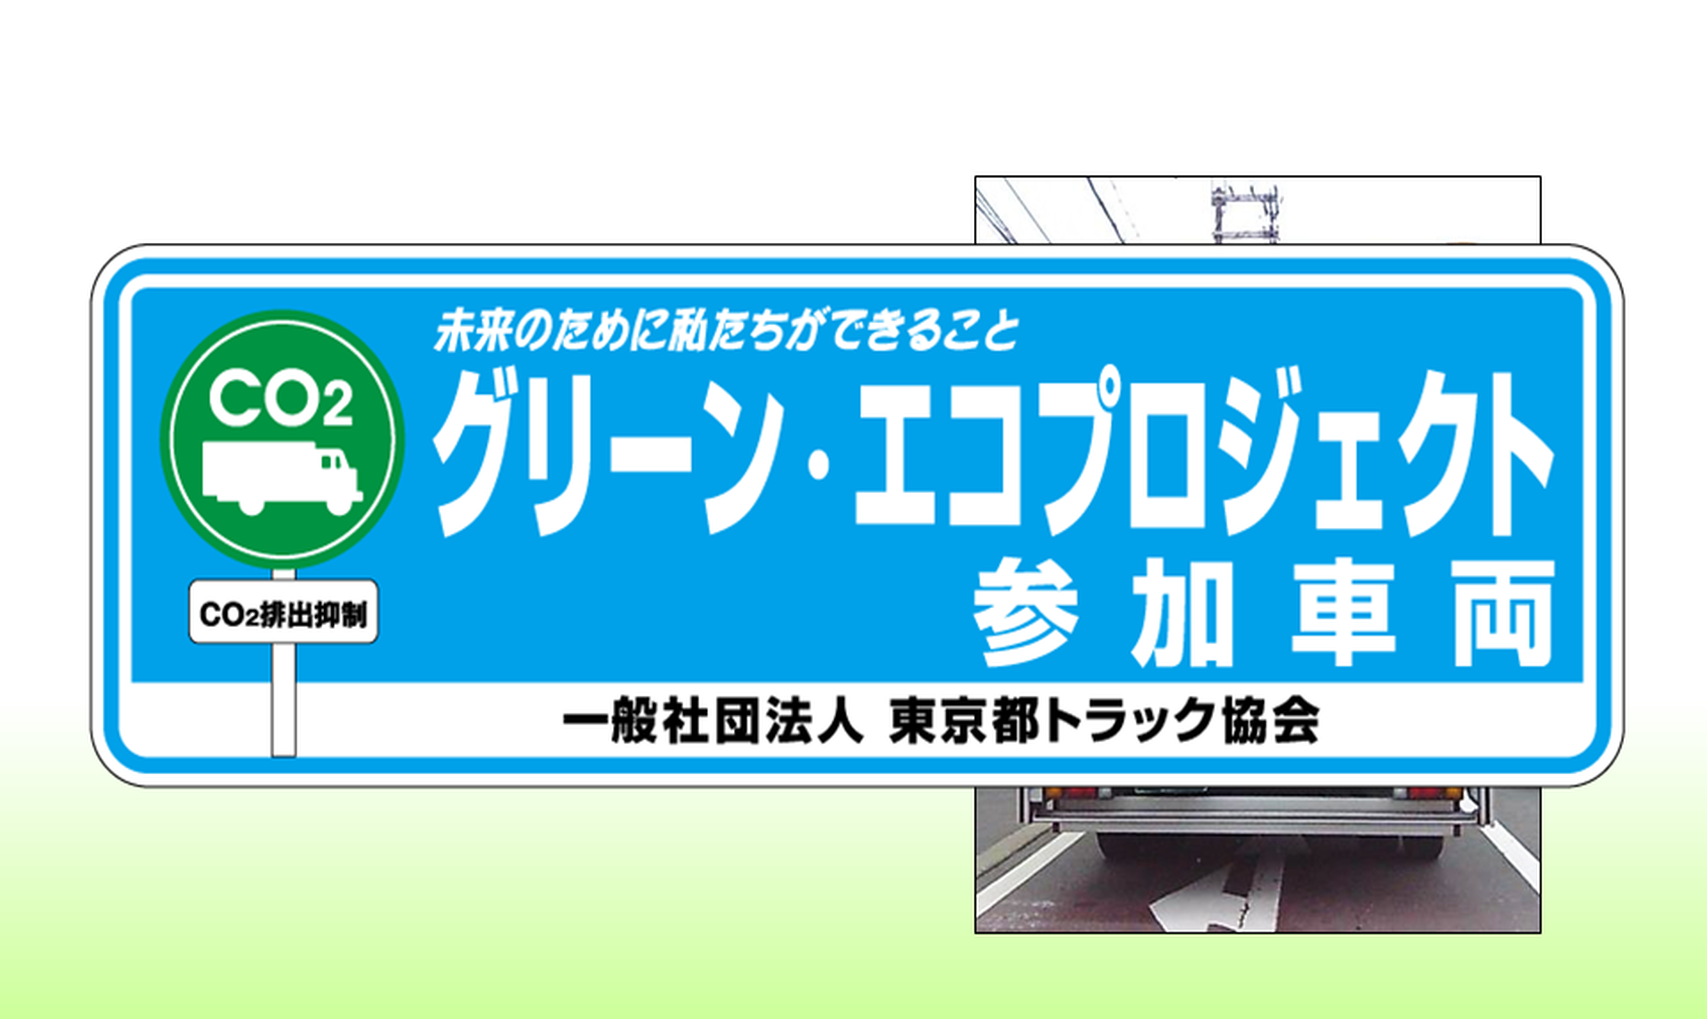 未来のために私たちができること
グリーン・エコプロジェクト
参加車両
CO2
CO2排出抑制
一般社団法人 東京都トラック協会